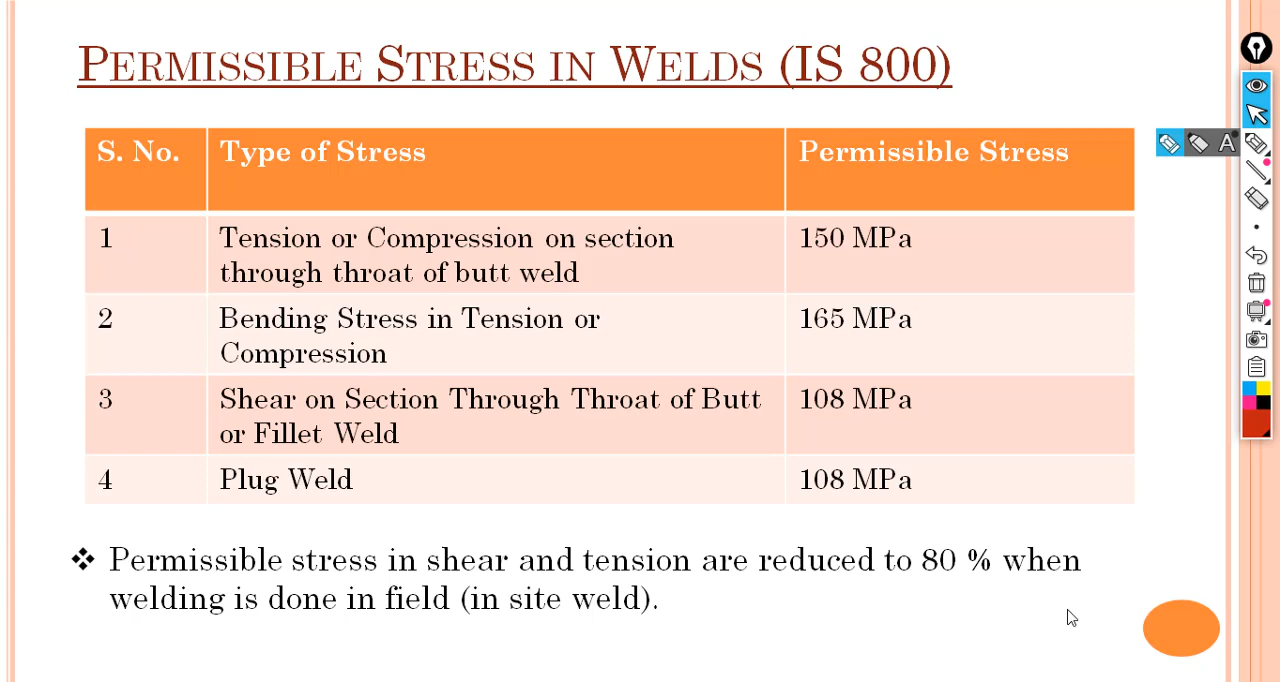 PERMISSIBLE STRESS IN WELDS (IS 800)
S. No. Type of Stress Permissible Stress
1 Tension or Compression on section 150 MPa
through throat of butt weld
2 Bending Stress in Tension or 165 MPa
Compression
3 Shear on Section Through Throat of Butt 108 MPa
or Fillet Weld
4 Plug Weld 108 MPa
❖ Permissible stress in shear and tension are reduced to 80 % when
welding is done in field (in site weld).
A